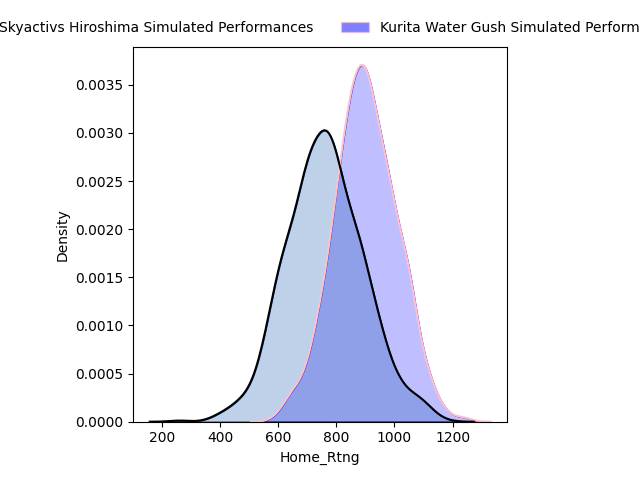 Skyactivs Hiroshima Simulated Performances Kurita Water Gush Simulated Perform
0.0035
0.0030
0.0025
0.0020
0.0015
0.0010
0.0005
0.0000
Density
200 400 600 800 1000 1200
Home_Rtng